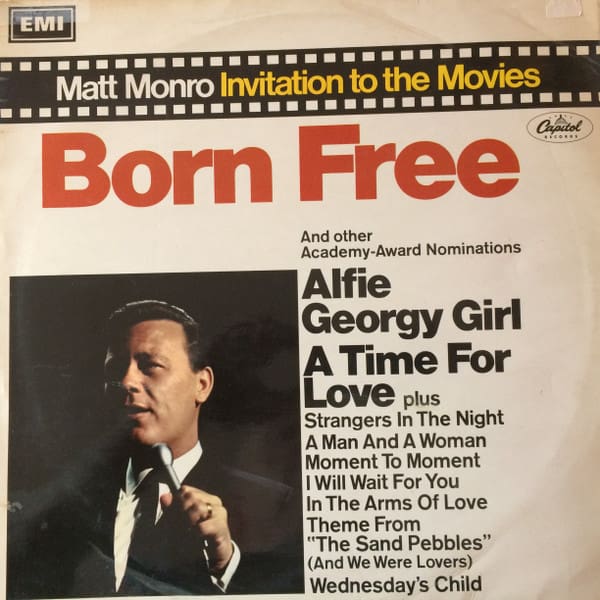 EMI
Matt Monro Invitation to the Movies
Capitol
RECORDS
Born Free
And other
Academy-Award Nominations
Alfie
Georgy Girl
A Time For
Love plus
Strangers In The Night
A Man And A Woman
Moment To Moment
I Will Wait For You
In The Arms Of Love
Theme From
"The Sand Pebbles"
(And We Were Lovers)
Wednesday's Child